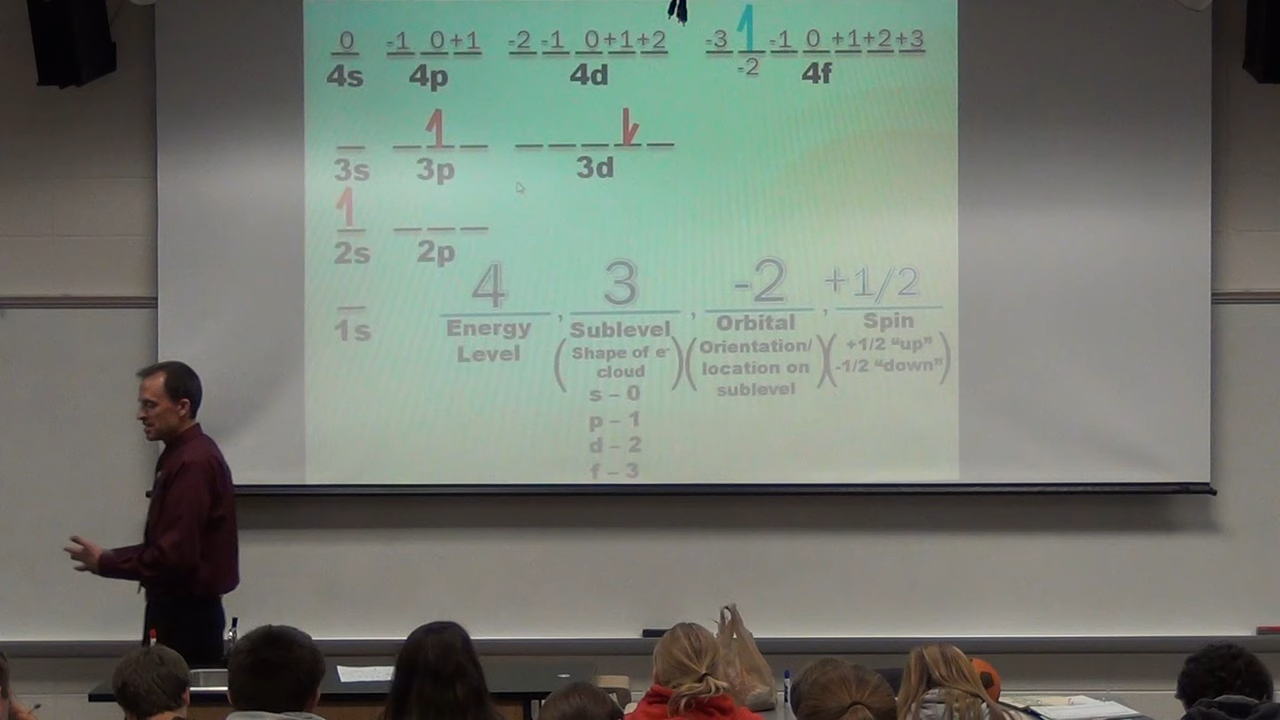 0 -1 0 +1 -2 -1 0 +1 +2 -3 -2 -1 0 +1 +2 +3
4s 4p 4d 4f
3s 3p 3d
2s 2p
1s
4 , 3 , -2 , +1/2
Energy Level
Sublevel
(Shape of e- cloud)
s – 0
p – 1
d – 2
f – 3
Orbital
(Orientation/
location on
sublevel)
Spin
(+1/2 “up”
-1/2 “down”)